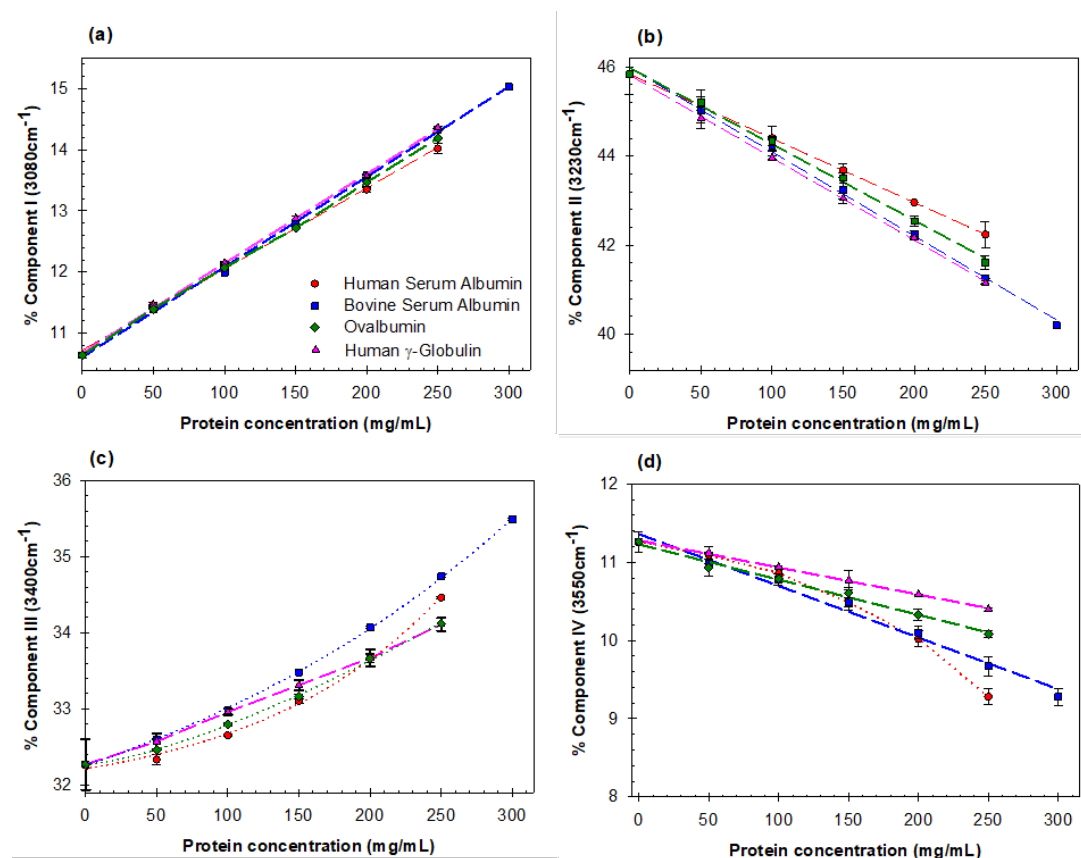 (a)
% Component I (3080cm⁻¹)
15
14
13
12
11
0 50 100 150 200 250 300
Protein concentration (mg/mL)
Human Serum Albumin
Bovine Serum Albumin
Ovalbumin
Human γ-Globulin
(b)
% Component II (3230cm⁻¹)
46
44
42
40
0 50 100 150 200 250 300
Protein concentration (mg/mL)
(c)
% Component III (3400cm⁻¹)
36
35
34
33
32
0 50 100 150 200 250 300
Protein concentration (mg/mL)
(d)
% Component IV (3550cm⁻¹)
12
11
10
9
8
0 50 100 150 200 250 300
Protein concentration (mg/mL)